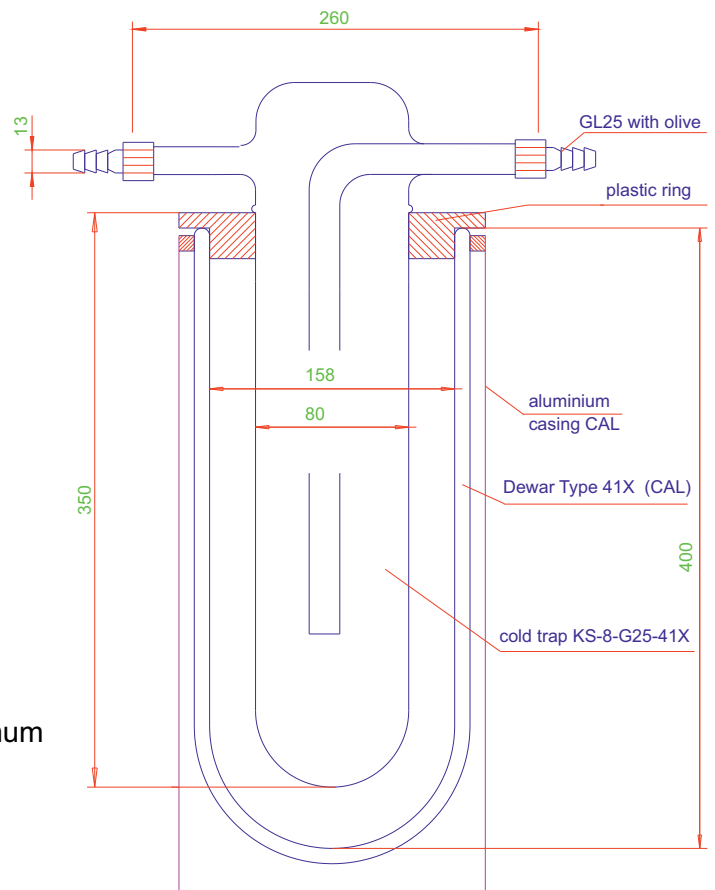 260
13
GL25 with olive
plastic ring
158
80
aluminium
casing CAL
350
Dewar Type 41X (CAL)
400
cold trap KS-8-G25-41X
num